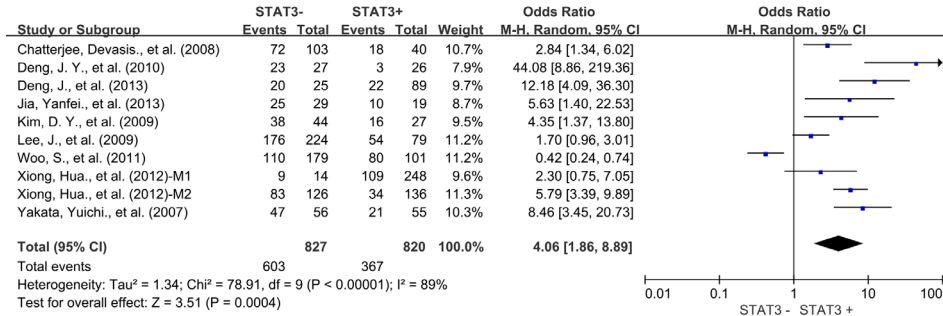 STAT3- STAT3+ Odds Ratio Odds Ratio
Study or Subgroup Events Total Events Total Weight M-H, Random, 95% CI M-H, Random, 95% CI
Chatterjee, Devasis., et al. (2008) 72 103 18 40 10.7% 2.84 [1.34, 6.02]
Deng, J. Y., et al. (2010) 23 27 3 26 7.9% 44.08 [8.86, 219.36]
Deng, J., et al. (2013) 20 25 22 89 9.5% 12.18 [4.09, 36.30]
Jia, Yanfei., et al. (2013) 25 29 10 19 8.7% 5.63 [1.40, 22.53]
Kim, D. Y., et al. (2009) 38 44 16 27 9.5% 4.35 [1.37, 13.80]
Lee, J., et al. (2009) 176 224 54 79 11.2% 1.70 [0.96, 3.01]
Woo, S., et al. (2011) 110 179 80 101 11.2% 0.42 [0.24, 0.74]
Xiong, Hua., et al. (2012)-M1 9 14 109 248 9.6% 2.30 [0.75, 7.05]
Xiong, Hua., et al. (2012)-M2 83 126 34 136 11.3% 5.79 [3.39, 9.89]
Yakata, Yuichi., et al. (2007) 47 56 21 55 10.3% 8.46 [3.45, 20.73]
Total (95% CI) 827 820 100.0% 4.06 [1.86, 8.89]
Total events 603 367
Heterogeneity: Tau² = 1.34; Chi² = 78.91, df = 9 (P < 0.00001); I² = 89%
Test for overall effect: Z = 3.51 (P = 0.0004)
0.01 0.1 1 10 100
STAT3 - STAT3 +